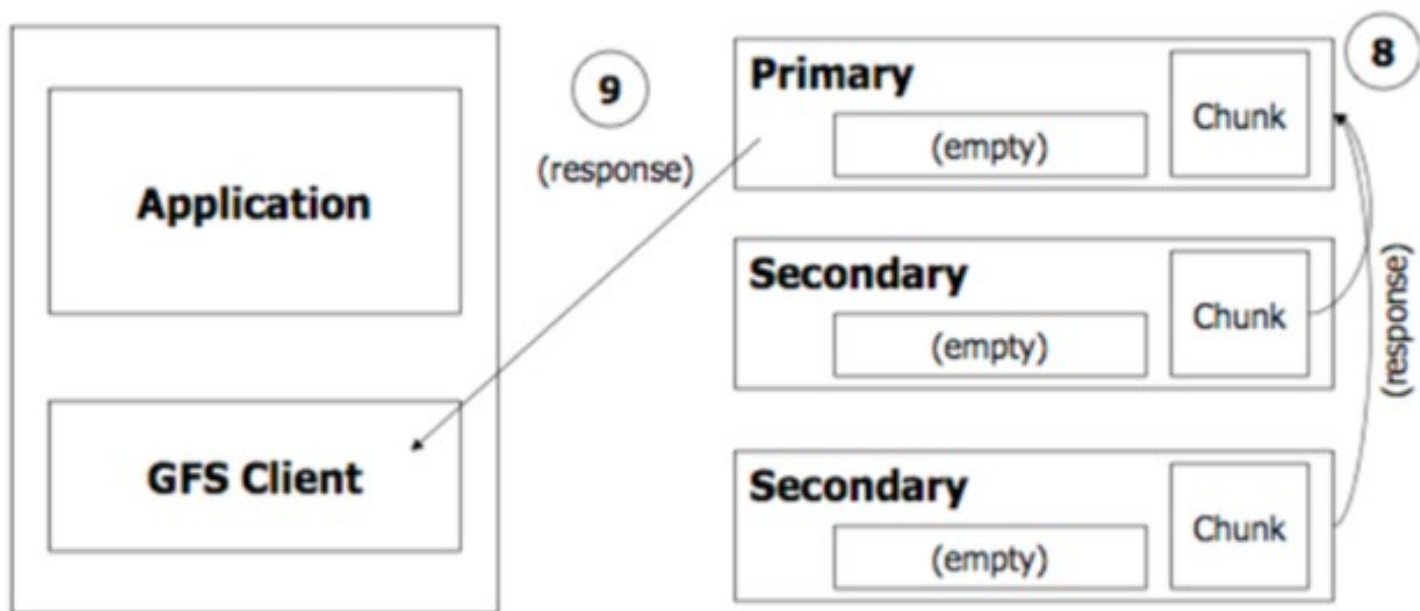 Application
GFS Client
9
(response)
8
Primary
(empty)
Chunk
Secondary
(empty)
Chunk
Secondary
(empty)
Chunk
(response)